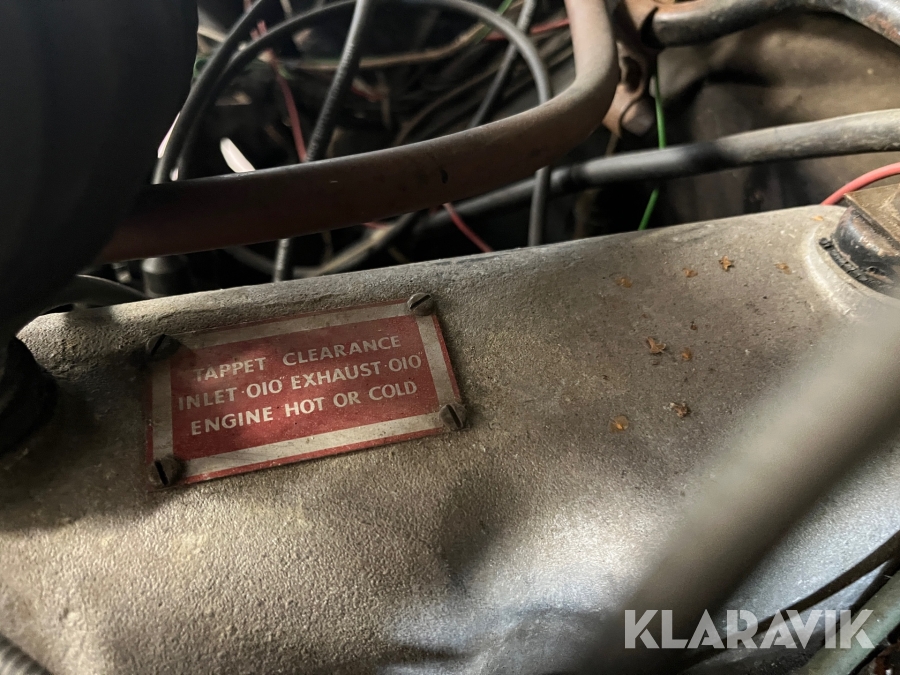 TAPPET CLEARANCE
INLET ·010" EXHAUST ·010"
ENGINE HOT OR COLD
KLARAVIK